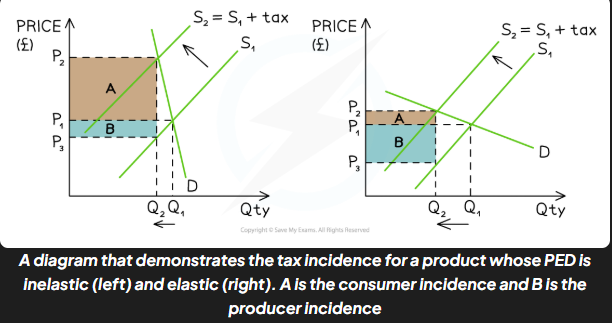 PRICE
(£)
S₂ = S₁ + tax
S₁
P₂
A
P₁
B
P₃
D
Q₂ Q₁
Qty
PRICE
(£)
S₂ = S₁ + tax
S₁
P₂
A
P₁
B
P₃
D
Q₂ Q₁
Qty
Copyright © Save My Exams. All Rights Reserved
A diagram that demonstrates the tax incidence for a product whose PED is
inelastic (left) and elastic (right). A is the consumer incidence and B is the
producer incidence